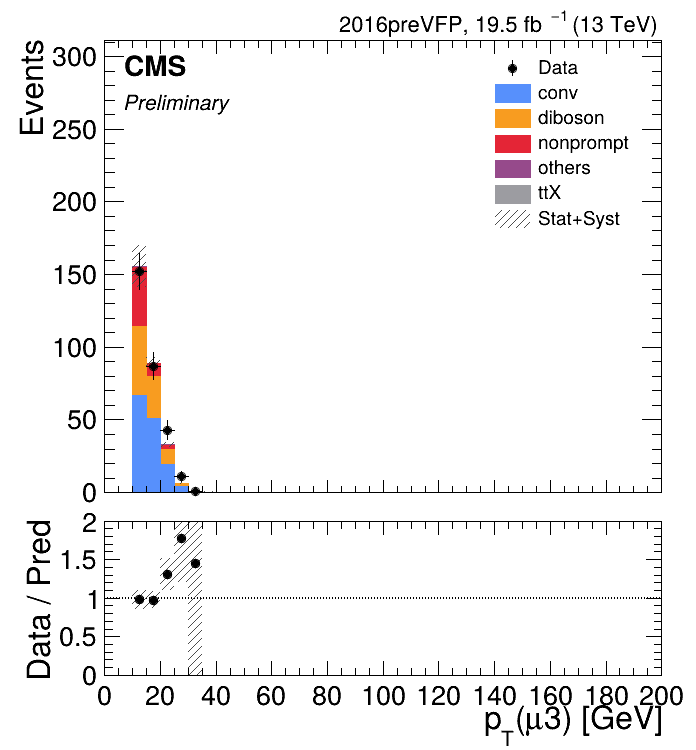 2016preVFP, 19.5 fb⁻¹ (13 TeV)
CMS
Preliminary
Data
conv
diboson
nonprompt
others
ttX
Stat+Syst
Events
300
250
200
150
100
50
0
Data / Pred
2
1.5
1
0.5
0
0 20 40 60 80 100 120 140 160 180 200
p_T(μ3) [GeV]